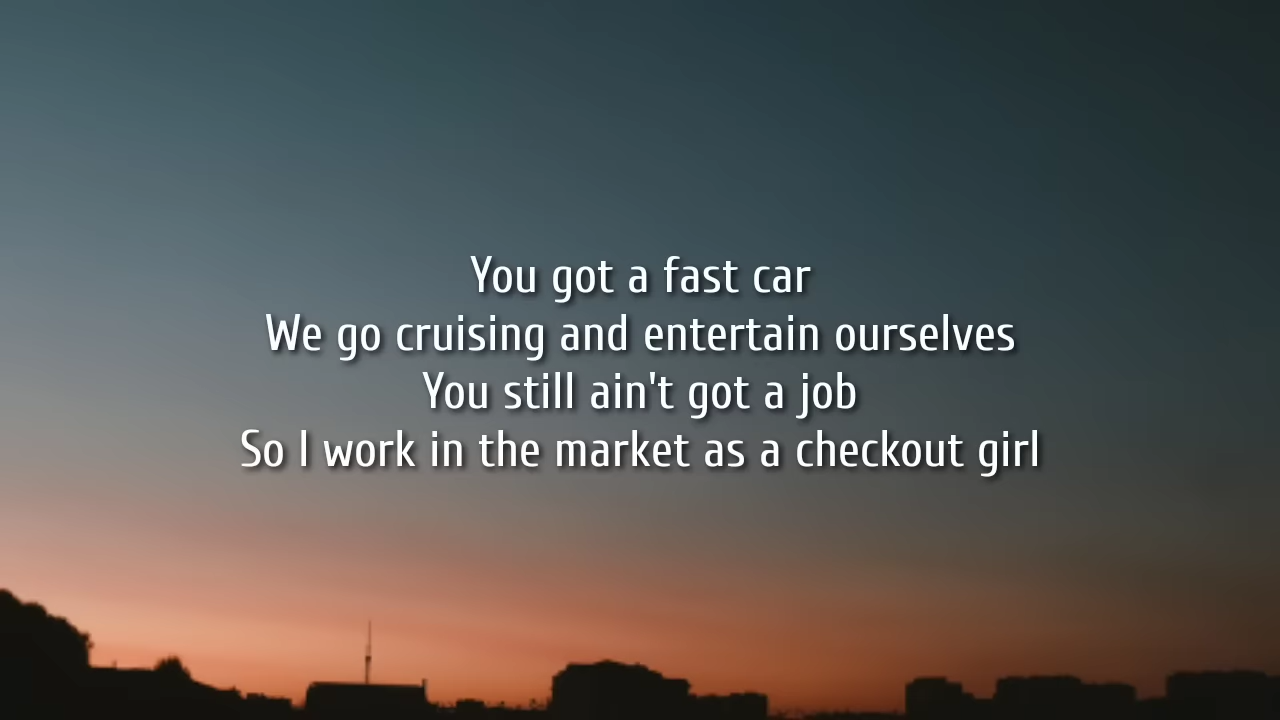 You got a fast car
We go cruising and entertain ourselves
You still ain't got a job
So I work in the market as a checkout girl